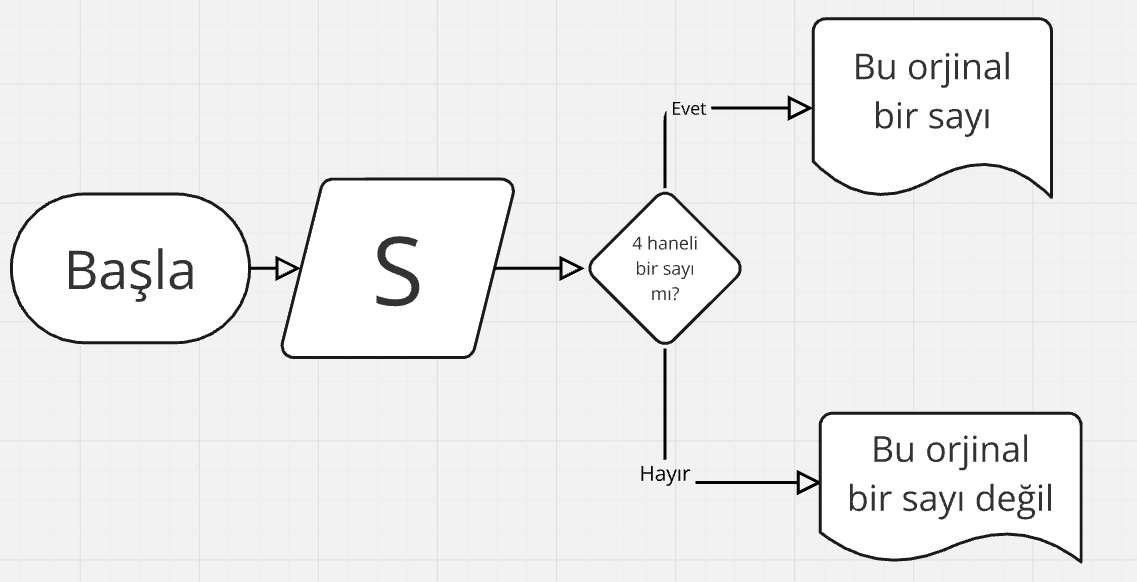 Başla
S
4 haneli
bir sayı
mı?
Evet
Bu orjinal
bir sayı
Hayır
Bu orjinal
bir sayı değil